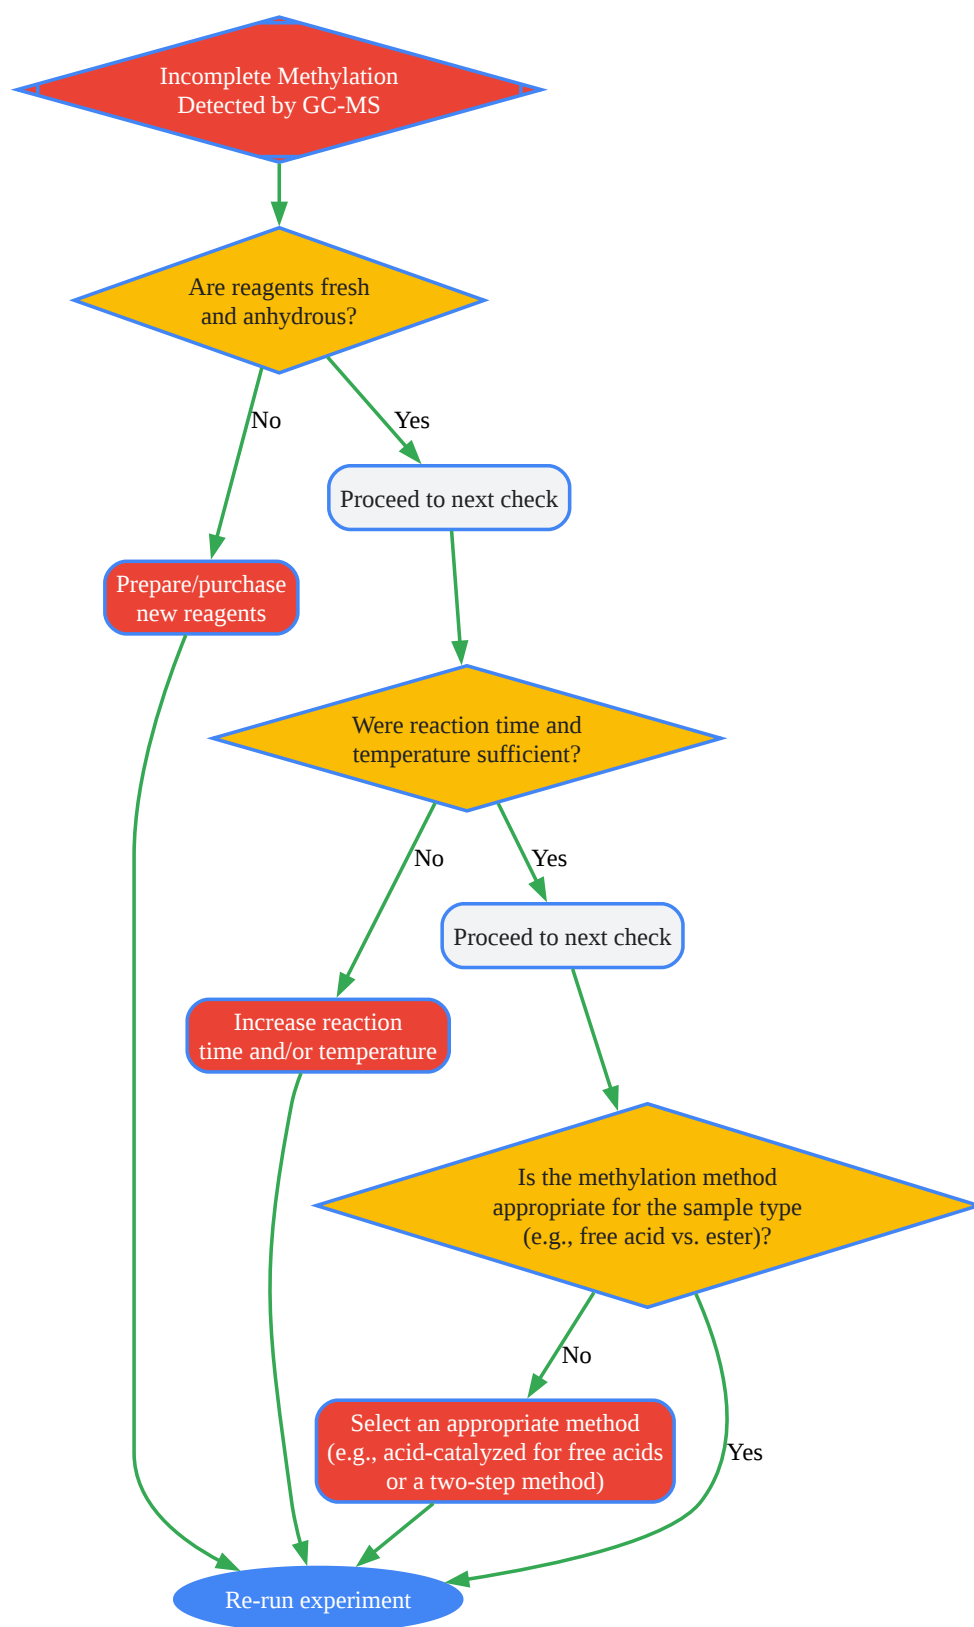 Incomplete Methylation
Detected by GC-MS
Are reagents fresh
and anhydrous?
No
Yes
Proceed to next check
Prepare/purchase
new reagents
Were reaction time and
temperature sufficient?
No
Yes
Proceed to next check
Increase reaction
time and/or temperature
Is the methylation method
appropriate for the sample type
(e.g., free acid vs. ester)?
No
Select an appropriate method
(e.g., acid-catalyzed for free acids
or a two-step method)
Yes
Re-run experiment